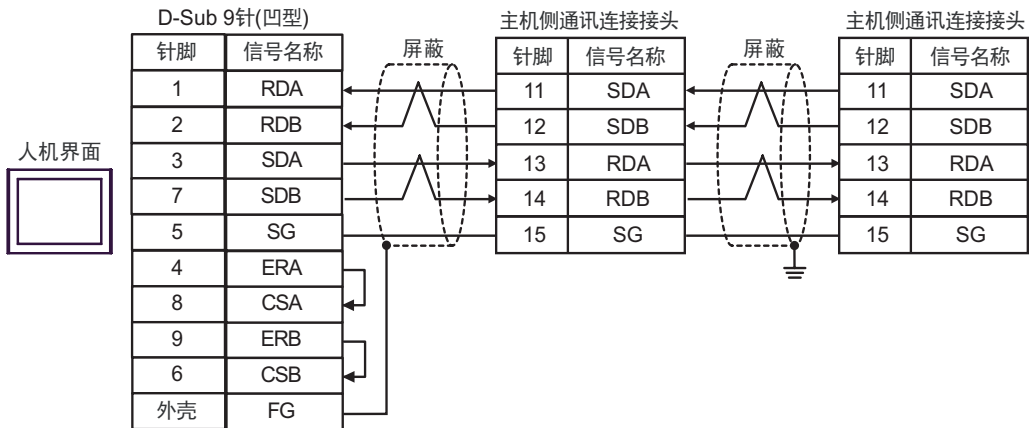 D-Sub 9针(凹型)
主机侧通讯连接接头
主机侧通讯连接接头
针脚 信号名称
屏蔽
针脚 信号名称
屏蔽
针脚 信号名称
1 RDA
11 SDA
11 SDA
2 RDB
12 SDB
12 SDB
人机界面
3 SDA
13 RDA
13 RDA
7 SDB
14 RDB
14 RDB
5 SG
15 SG
15 SG
4 ERA
8 CSA
9 ERB
6 CSB
外壳 FG